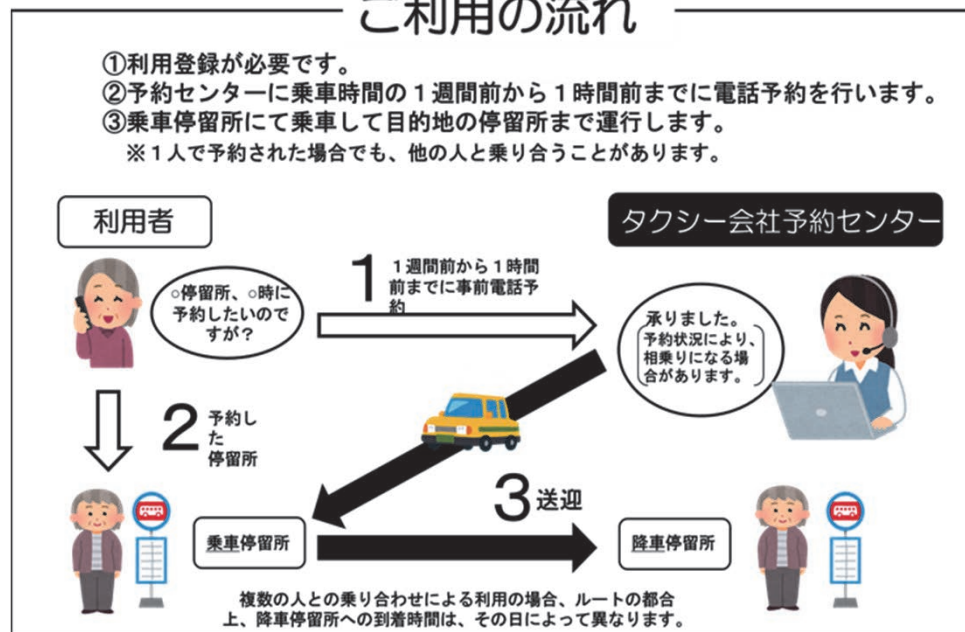 ご利用の流れ
①利用登録が必要です。
②予約センターに乗車時間の１週間前から１時間前までに電話予約を行います。
③乗車停留所にて乗車して目的地の停留所まで運行します。
※１人で予約された場合でも、他の人と乗り合うことがあります。
利用者
タクシー会社予約センター
○停留所、○時に
予約したいので
すが？
1
１週間前から１時間
前までに事前電話予
約
承りました。
予約状況により、
相乗りになる場
合があります。
2
予約し
た
停留所
3
送迎
乗車停留所
降車停留所
複数の人との乗り合わせによる利用の場合、ルートの都合
上、降車停留所への到着時間は、その日によって異なります。